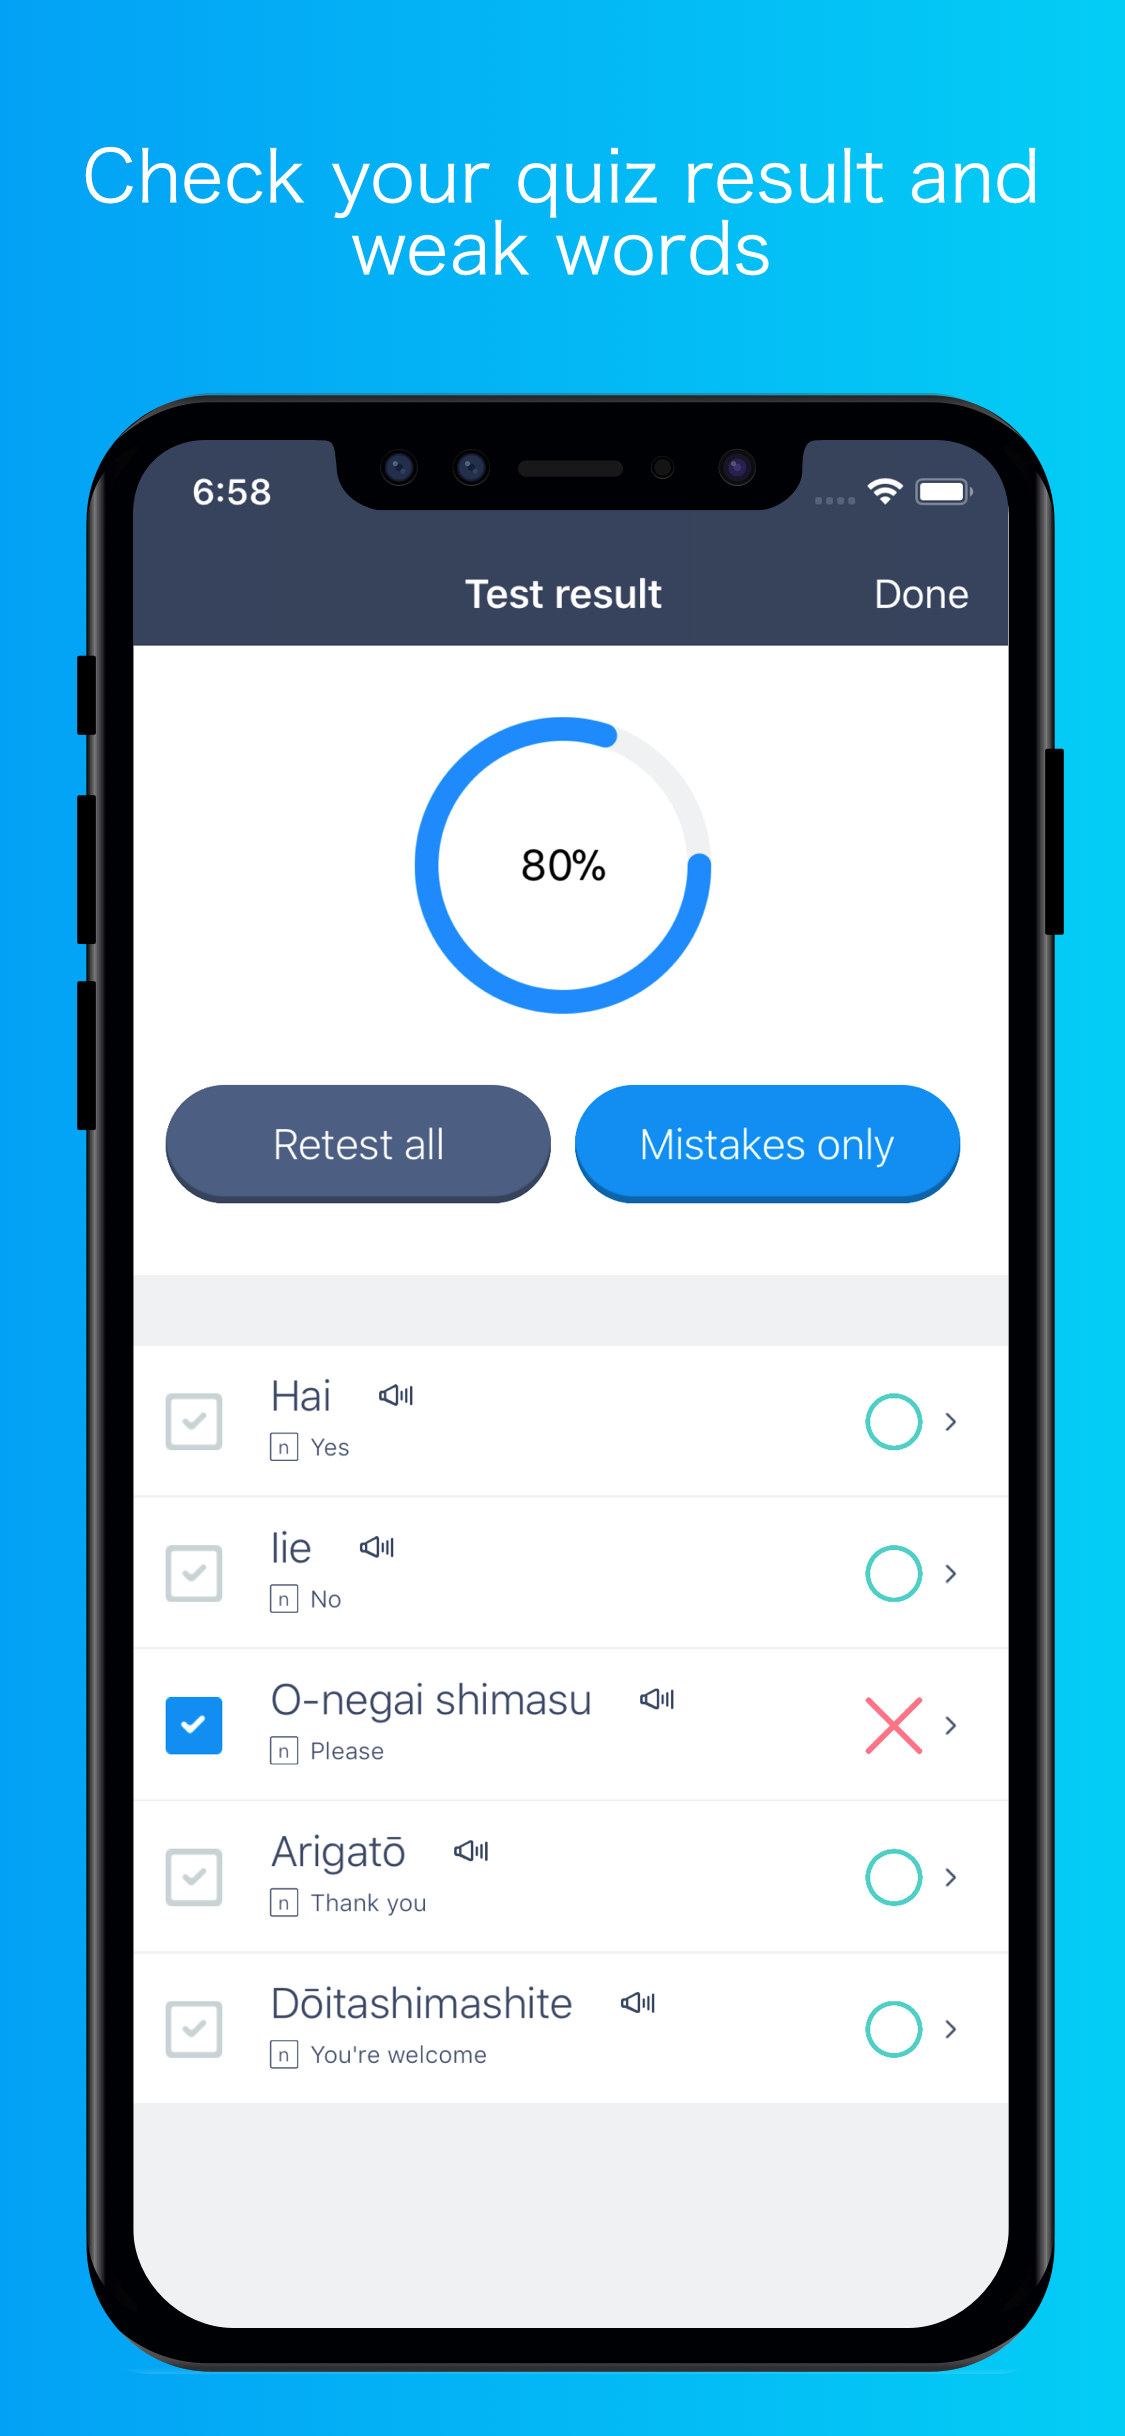 Check your quiz result and
weak words
6:58
Test result
Done
80%
Retest all
Mistakes only
Hai
n Yes
Iie
n No
O-negai shimasu
n Please
Arigatō
n Thank you
Dōitashimashite
n You're welcome